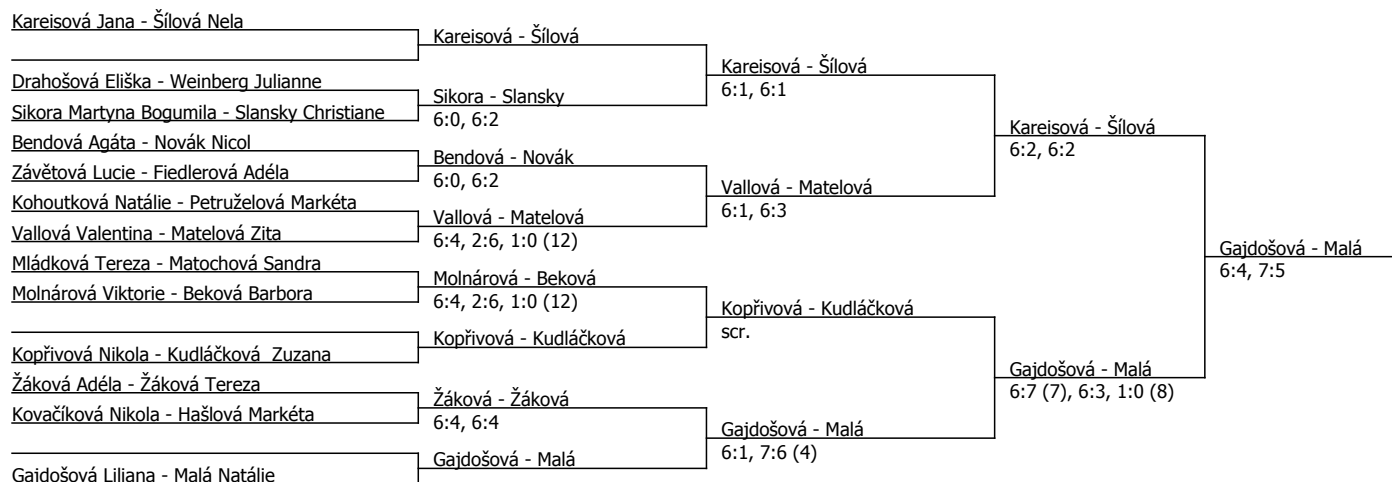 Kareisová Jana - Šílová Nela
Drahošová Eliška - Weinberg Julianne
Sikora Martyna Bogumila - Slansky Christiane
Bendová Agáta - Novák Nicol
Závětová Lucie - Fiedlerová Adéla
Kohoutková Natálie - Petruželová Markéta
Vallová Valentina - Matelová Zita
Mládková Tereza - Matochová Sandra
Molnárová Viktorie - Beková Barbora
Kopřivová Nikola - Kudláčková  Zuzana
Žáková Adéla - Žáková Tereza
Kovačíková Nikola - Hašlová Markéta
Gajdošová Liliana - Malá Natálie
Kareisová - Šílová
Sikora - Slansky
6:0, 6:2
Bendová - Novák
6:0, 6:2
Vallová - Matelová
6:4, 2:6, 1:0 (12)
Molnárová - Beková
6:4, 2:6, 1:0 (12)
Kopřivová - Kudláčková
Žáková - Žáková
6:4, 6:4
Gajdošová - Malá
Kareisová - Šílová
6:1, 6:1
Vallová - Matelová
6:1, 6:3
Kopřivová - Kudláčková
scr.
Gajdošová - Malá
6:1, 7:6 (4)
Kareisová - Šílová
6:2, 6:2
Gajdošová - Malá
6:7 (7), 6:3, 1:0 (8)
Gajdošová - Malá
6:4, 7:5